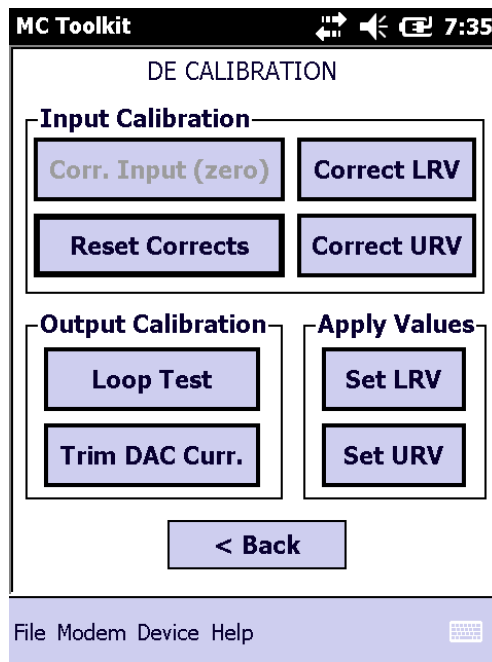 MC Toolkit 7:35
DE CALIBRATION
Input Calibration
Corr. Input (zero) Correct LRV
Reset Corrects Correct URV
Output Calibration Apply Values
Loop Test Set LRV
Trim DAC Curr. Set URV
< Back
File Modem Device Help